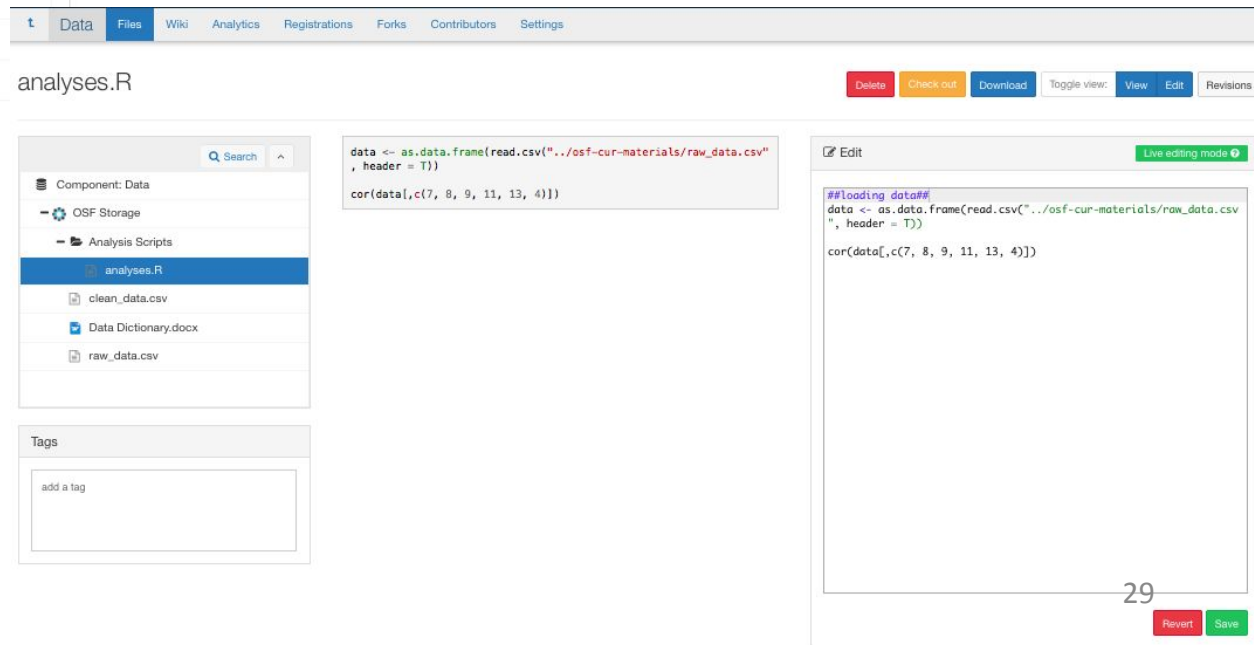 t Data Files Wiki Analytics Registrations Forks Contributors Settings
analyses.R
Delete Check out Download Toggle view: View Edit Revisions
Search
Component: Data
OSF Storage
Analysis Scripts
analyses.R
clean_data.csv
Data Dictionary.docx
raw_data.csv
Tags
add a tag
data <- as.data.frame(read.csv("../osf-cur-materials/raw_data.csv"
, header = T))
cor(data[,c(7, 8, 9, 11, 13, 4)])
Edit Live editing mode
##loading data##
data <- as.data.frame(read.csv("../osf-cur-materials/raw_data.csv
", header = T))
cor(data[,c(7, 8, 9, 11, 13, 4)])
29
Revert Save